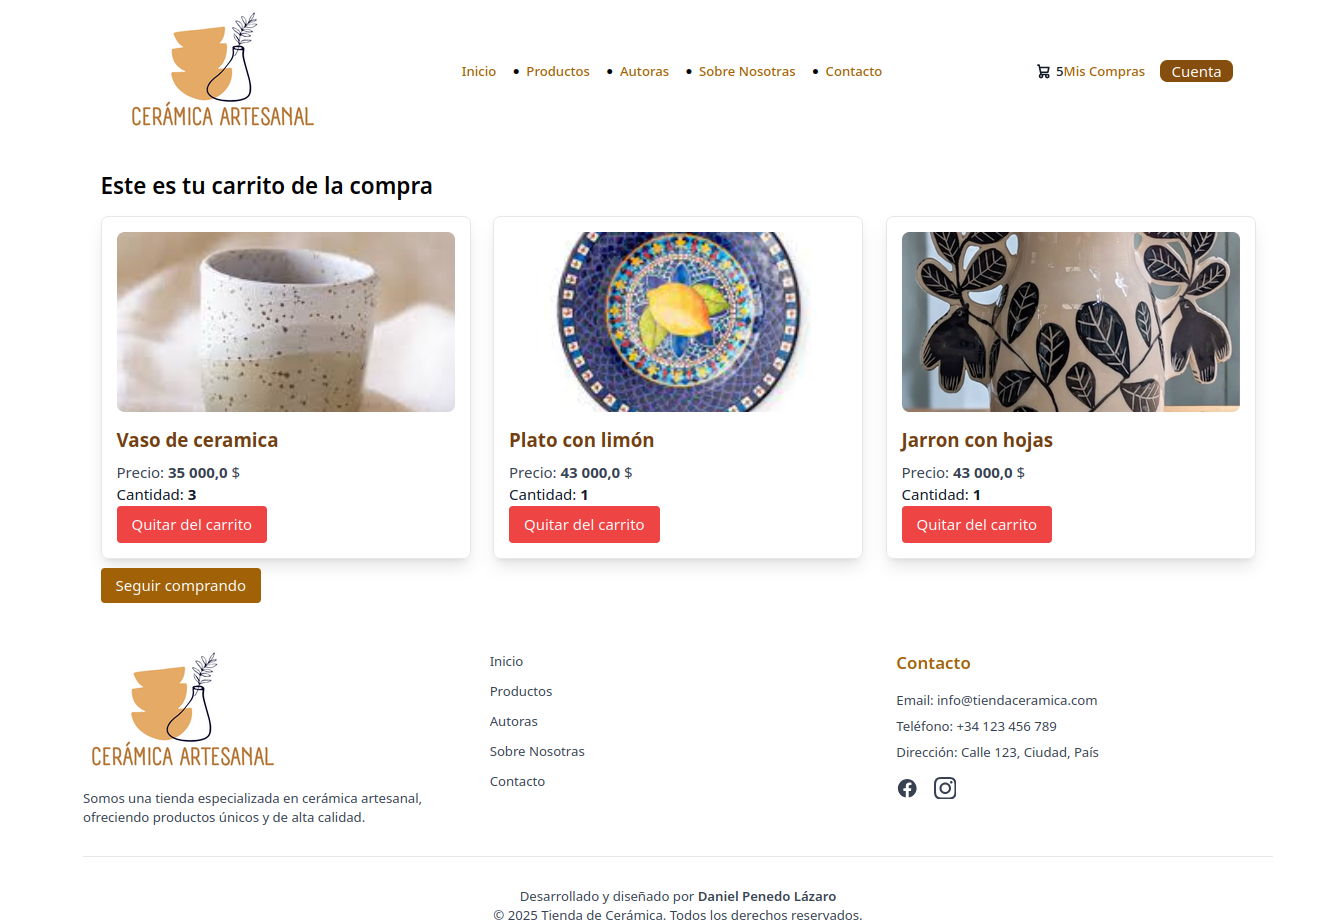 CERÁMICA ARTESANAL
Inicio • Productos • Autoras • Sobre Nosotras • Contacto
5 Mis Compras Cuenta
Este es tu carrito de la compra
Vaso de ceramica
Precio: 35 000,0 $
Cantidad: 3
Quitar del carrito
Plato con limón
Precio: 43 000,0 $
Cantidad: 1
Quitar del carrito
Jarron con hojas
Precio: 43 000,0 $
Cantidad: 1
Quitar del carrito
Seguir comprando
CERÁMICA ARTESANAL
Somos una tienda especializada en cerámica artesanal,
ofreciendo productos únicos y de alta calidad.
Inicio
Productos
Autoras
Sobre Nosotras
Contacto
Contacto
Email: info@tiendaceramica.com
Teléfono: +34 123 456 789
Dirección: Calle 123, Ciudad, País
Desarrollado y diseñado por Daniel Penedo Lázaro
© 2025 Tienda de Cerámica. Todos los derechos reservados.